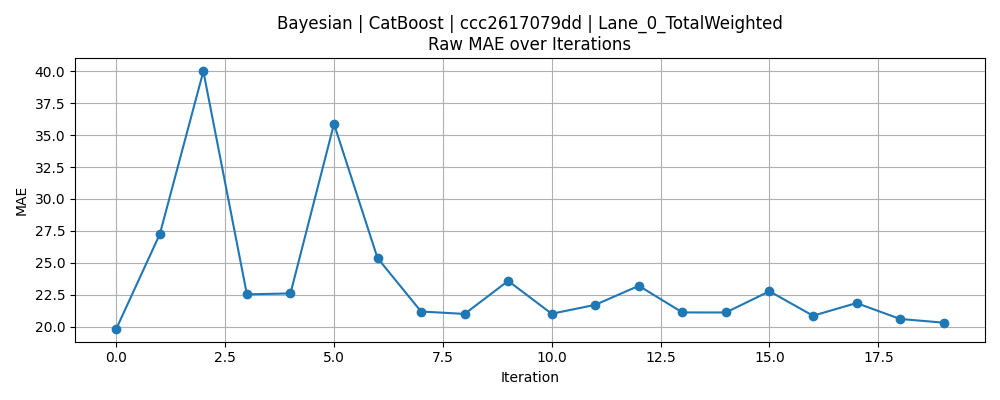 Bayesian | CatBoost | ccc2617079dd | Lane_0_TotalWeighted
Raw MAE over Iterations
40.0
37.5
35.0
32.5
30.0
27.5
25.0
22.5
20.0
MAE
0.0 2.5 5.0 7.5 10.0 12.5 15.0 17.5
Iteration